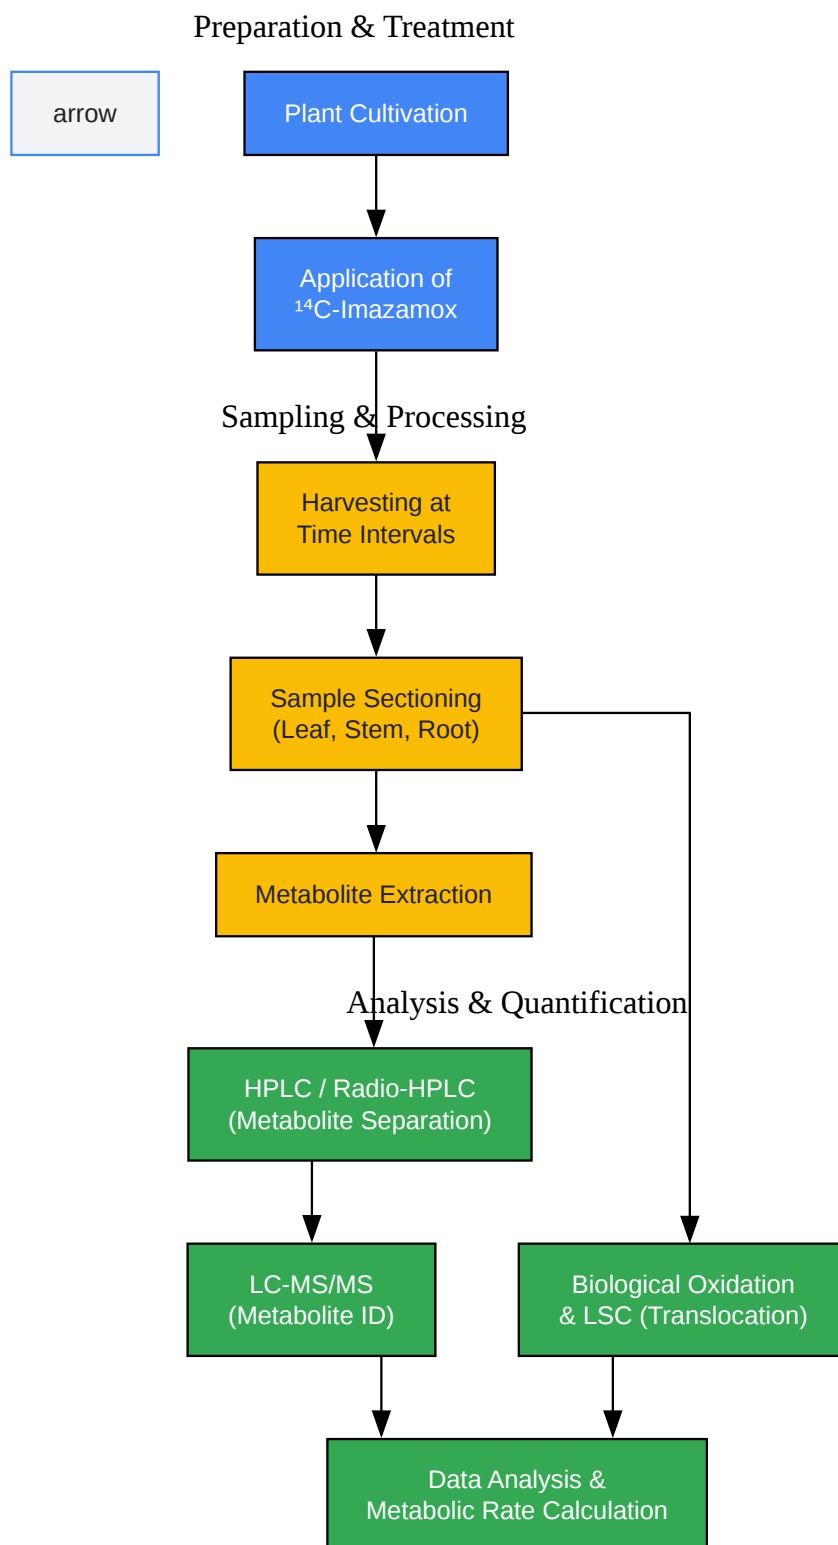 Preparation & Treatment
arrow
Plant Cultivation
Application of
¹⁴C-Imazamox
Sampling & Processing
Harvesting at
Time Intervals
Sample Sectioning
(Leaf, Stem, Root)
Metabolite Extraction
Analysis & Quantification
HPLC / Radio-HPLC
(Metabolite Separation)
LC-MS/MS
(Metabolite ID)
Biological Oxidation
& LSC (Translocation)
Data Analysis &
Metabolic Rate Calculation